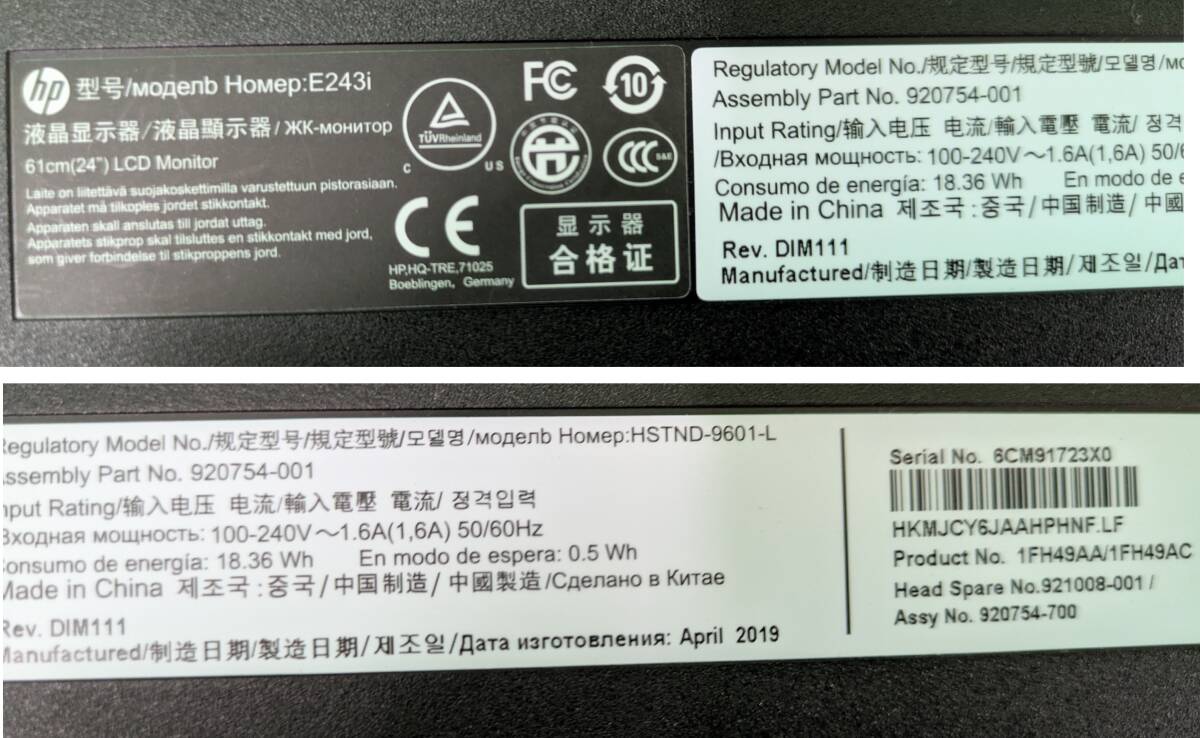 hp 型号/модель Номер:E243i
液晶显示器/液晶顯示器/ЖК-монитор
61cm(24") LCD Monitor
Laite on liitettävä suojakoskettimilla varustettuun pistorasiaan.
Apparatet må tilkoples jordet stikkontakt.
Apparaten skall anslutas till jordat uttag.
Apparatets stikprop skal tilsluttes en stikkontakt med jord,
som giver forbindelse til stikproppens jord.
TÜVRheinland
C US
FC
10
CCC S&E
CE
HP,HQ-TRE,71025
Boeblingen, Germany
显示器
合格证
Regulatory Model No./规定型号/規定型號/모델명/мо
Assembly Part No. 920754-001
Input Rating/输入电压 电流/輸入電壓 電流/ 정격
/Входная мощность: 100-240V～1.6A(1,6A) 50/6
Consumo de energía: 18.36 Wh En modo de e
Made in China 제조국:중국/中国制造/ 中國
Rev. DIM111
Manufactured/制造日期/製造日期/제조일/Дат
Regulatory Model No./规定型号/規定型號/모델명/модель Номер:HSTND-9601-L
ssembly Part No. 920754-001
nput Rating/输入电压 电流/輸入電壓 電流/ 정격입력
Входная мощность: 100-240V～1.6A(1,6A) 50/60Hz
onsumo de energía: 18.36 Wh En modo de espera: 0.5 Wh
Made in China 제조국:중국/中国制造/ 中國製造/Сделано в Китае
Rev. DIM111
Manufactured/制造日期/製造日期/제조일/Дата изготовления: April 2019
Serial No. 6CM91723X0
HKMJCY6JAAHPHNF.LF
Product No. 1FH49AA/1FH49AC
Head Spare No.921008-001 /
Assy No. 920754-700